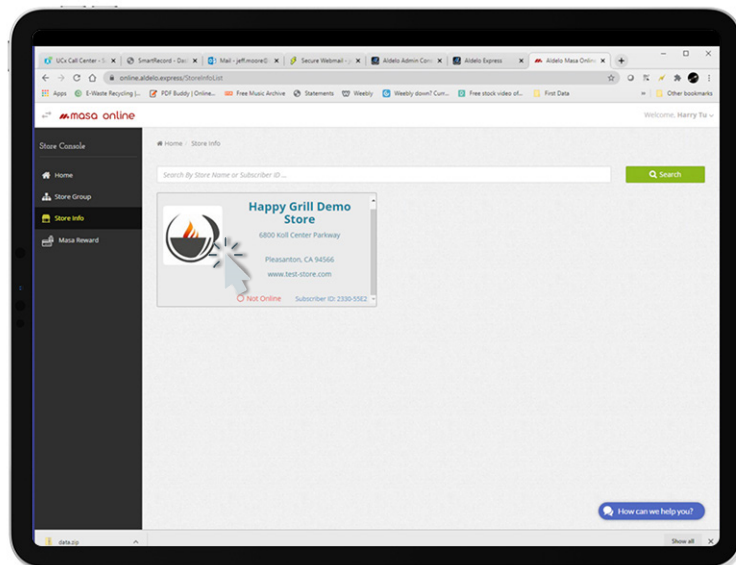 UCx Call Center - S
SmartRecord - Das
Mail - jeff.moore@
Secure Webmail -
Aldelo Admin Con
Aldelo Express
Aldelo Masa Online
online.aldelo.express/StoreInfoList
Apps
E-Waste Recycling |...
PDF Buddy | Online...
Free Music Archive
Statements
Weebly
Weebly down? Curr...
Free stock video of...
First Data
»
Other bookmarks
masa online
Welcome, Harry Tu
Store Console
Home / Store Info
Home
Store Group
Store Info
Masa Reward
Search By Store Name or Subscriber ID ...
Search
Happy Grill Demo
Store
6800 Koll Center Parkway
Pleasanton, CA 94566
www.test-store.com
Not Online
Subscriber ID: 2330-55E2
How can we help you?
data.zip
Show all